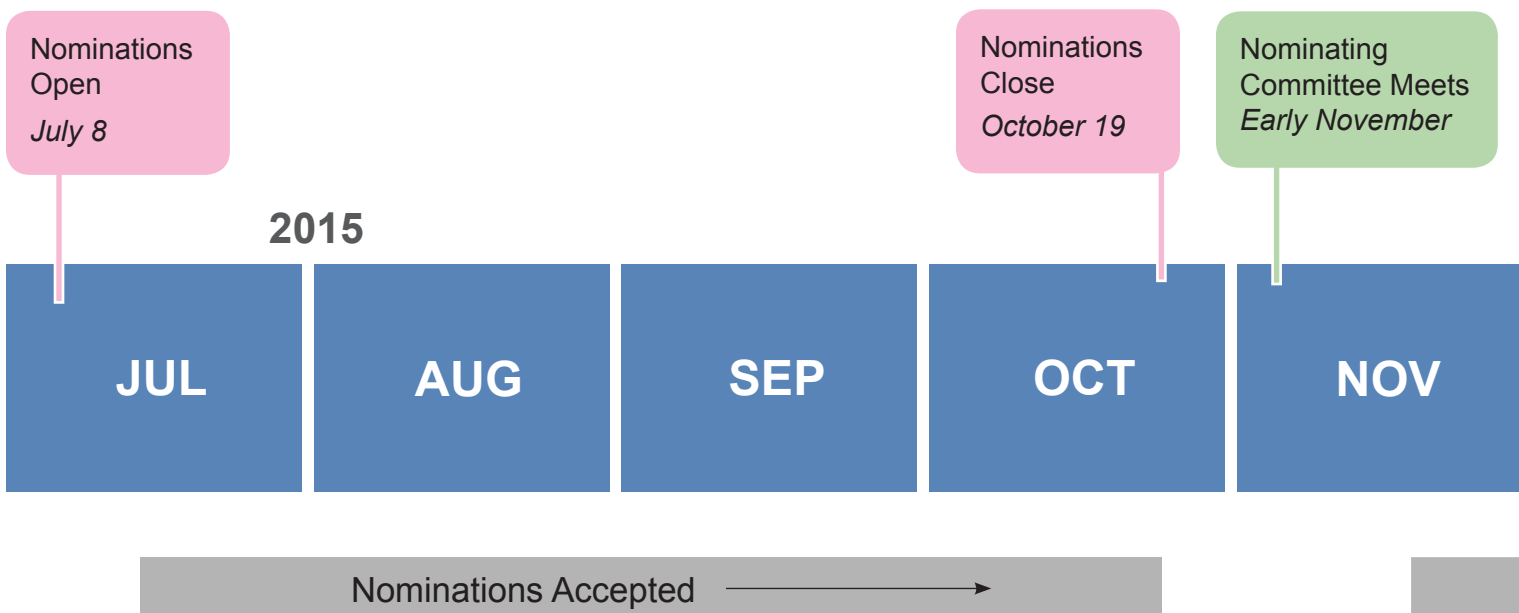 Nominations
Open
July 8
Nominations
Close
October 19
Nominating
Committee Meets
Early November
2015
JUL
AUG
SEP
OCT
NOV
Nominations Accepted